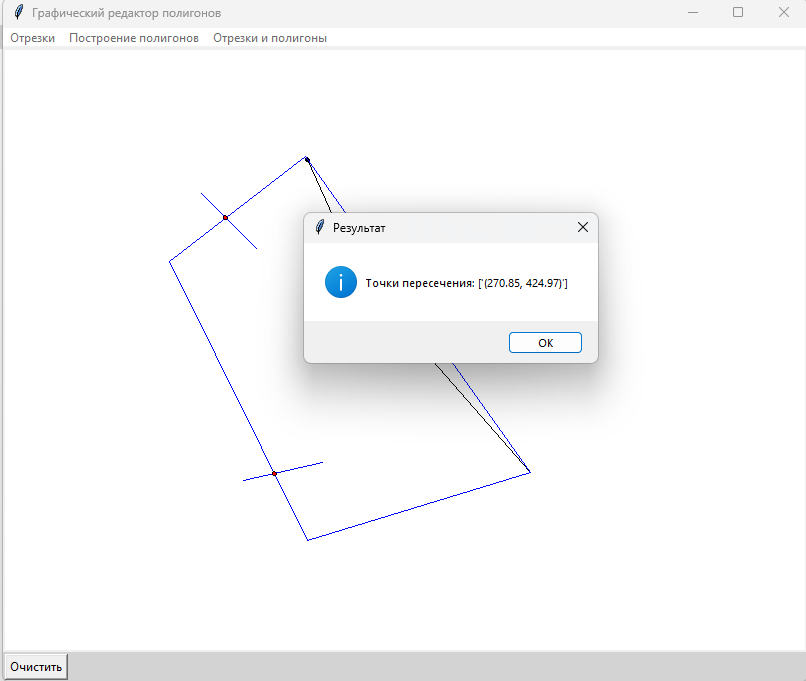 Графический редактор полигонов
Отрезки Построение полигонов Отрезки и полигоны
Результат
Точки пересечения: ['(270.85, 424.97)']
OK
Очистить